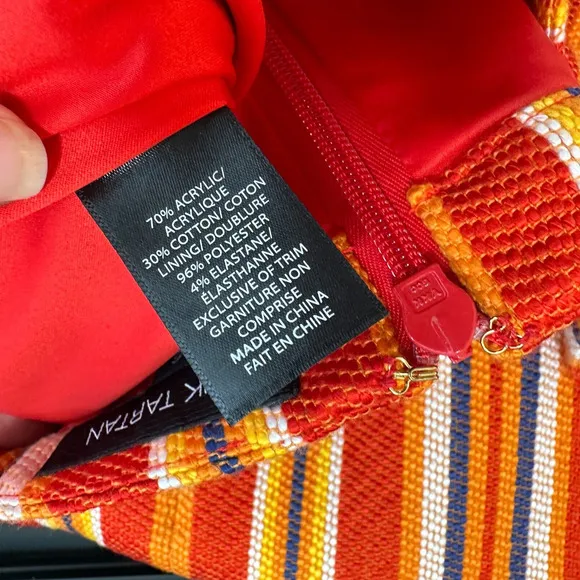 70% ACRYLIC/
ACRYLIQUE
30% COTTON/ COTON
LINING/ DOUBLURE
96% POLYESTER
4% ELASTANE/
ÉLASTHANNE
EXCLUSIVE OF TRIM
GARNITURE NON
COMPRISE
MADE IN CHINA
FAIT EN CHINE
K TARTAN